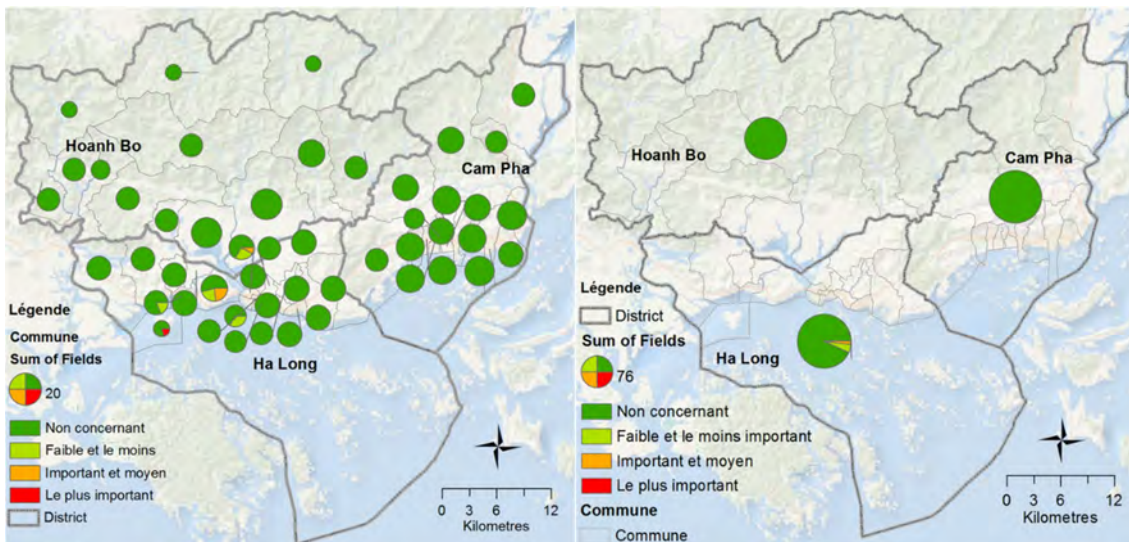 Hoanh Bo
Cam Pha
Ha Long
Légende
Commune
Sum of Fields
20
Non concernant
Faible et le moins
Important et moyen
Le plus important
District
0 6 12
Kilometres
Hoanh Bo
Cam Pha
Ha Long
Légende
District
Sum of Fields
76
Non concernant
Faible et le moins important
Important et moyen
Le plus important
Commune
Commune
0 3 6 12
Kilometres